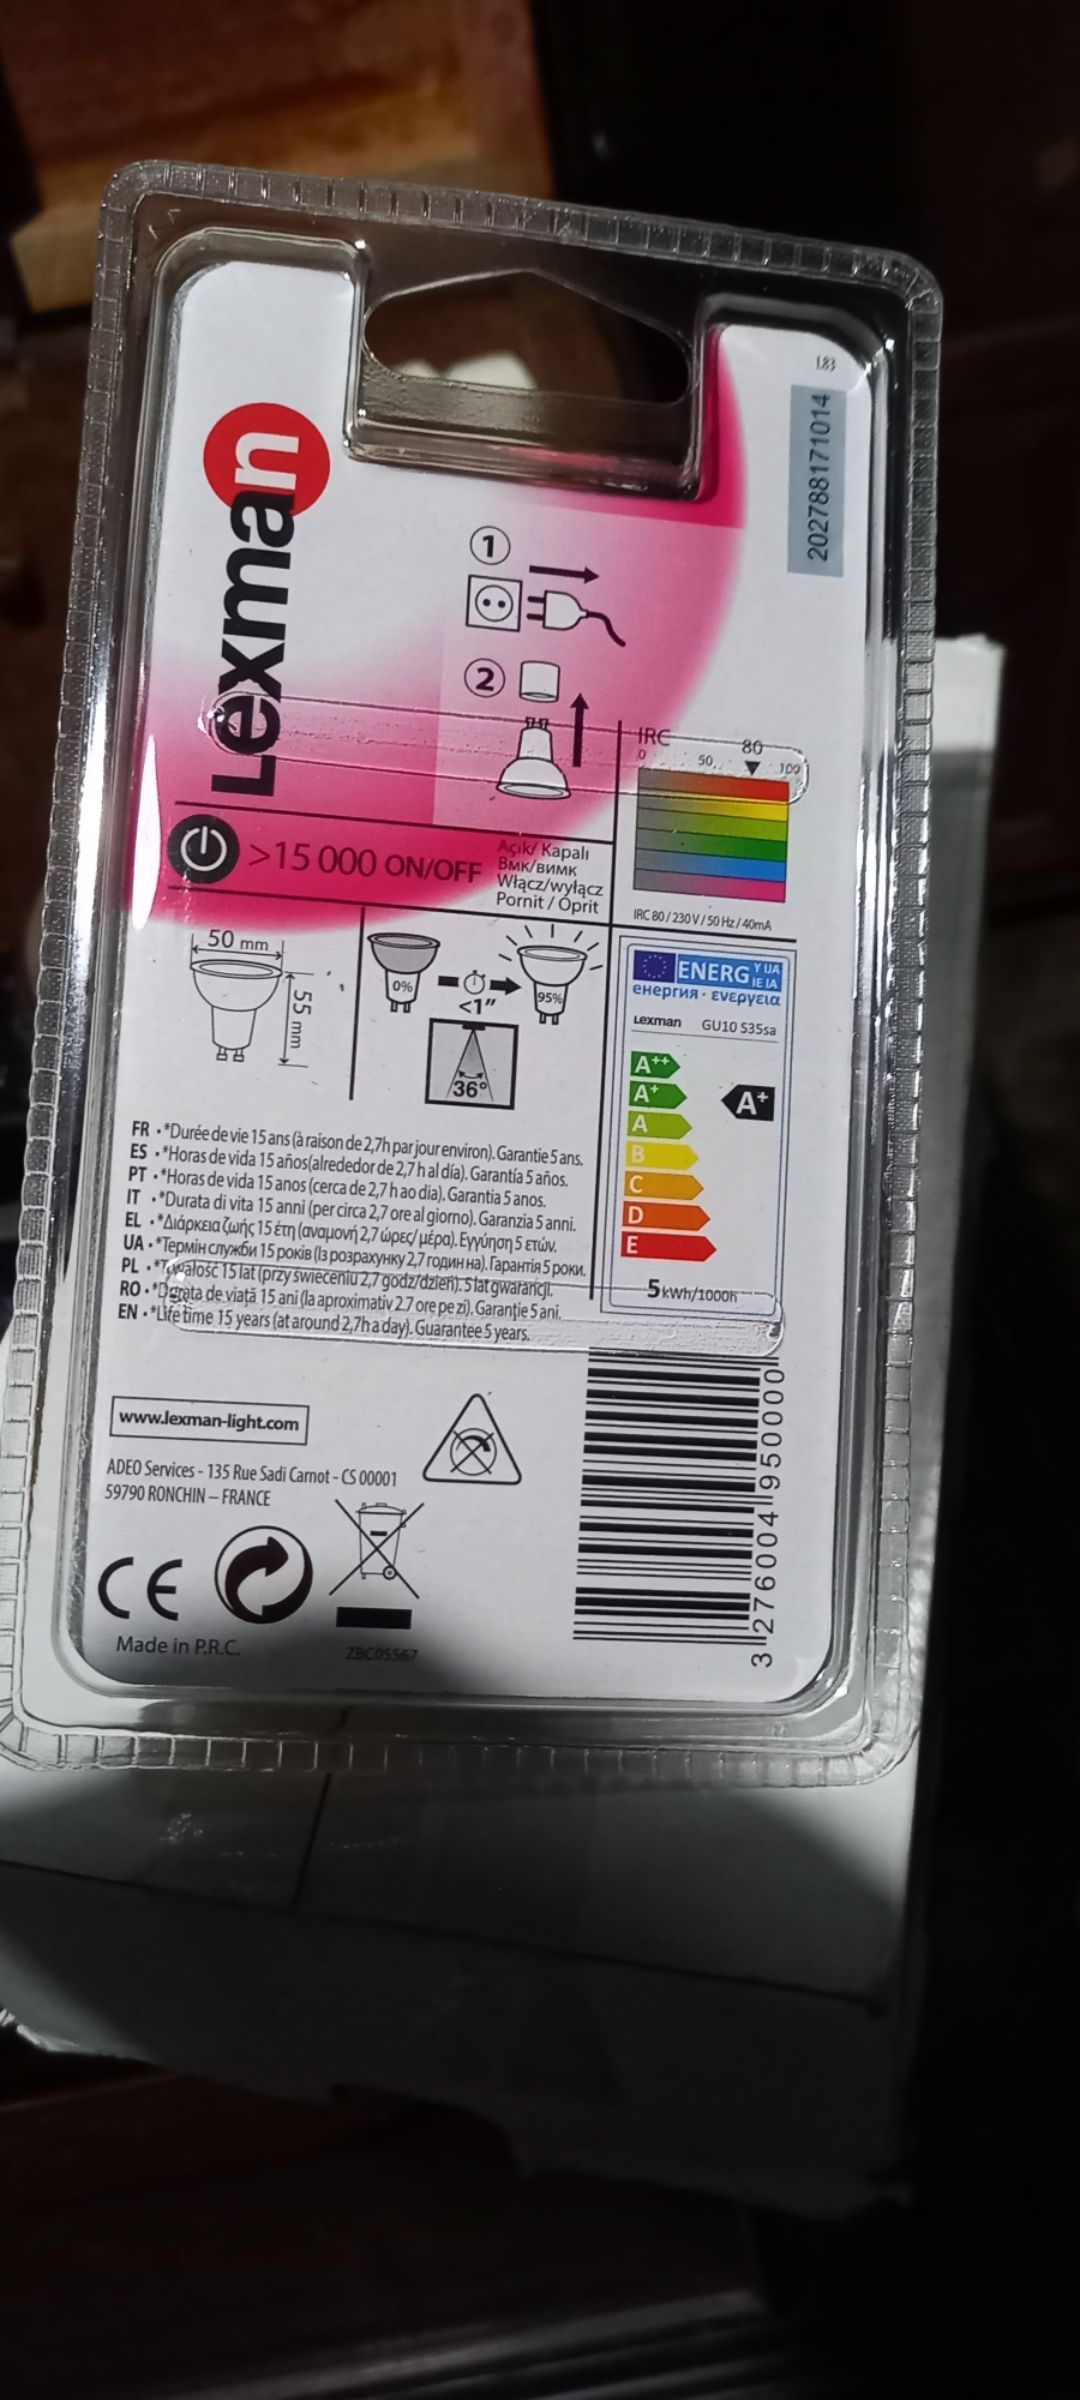 L83
202788171014
Lexman
1
2
IRC
0 50 80 100
>15 000 ON/OFF
Açık/ Kapalı
Вмк/вимк
Włącz/wyłącz
Pornit / Oprit
IRC 80 / 230 V / 50 Hz / 40mA
50 mm
55 mm
0%
<1”
95%
36°
ENERG Y UA
IE IA
енергия · ενεργεια
Lexman GU10 S35sa
A++
A+
A+
A
B
C
D
E
5 kWh/1000h
FR •*Durée de vie 15 ans (à raison de 2,7h par jour environ). Garantie 5 ans.
ES •*Horas de vida 15 años(alrededor de 2,7 h al día). Garantía 5 años.
PT •*Horas de vida 15 anos (cerca de 2,7 h ao dia). Garantia 5 anos.
IT •*Durata di vita 15 anni (per circa 2,7 ore al giorno). Garanzia 5 anni.
EL •*Διάρκεια ζωής 15 έτη (αναμονή 2,7 ώρες/ μέρα). Εγγύηση 5 ετών.
UA •*Термін служби 15 років (Із розрахунку 2,7 годин на). Гарантія 5 роки.
PL •*Trwałość 15 lat (przy świeceniu 2,7 godz/dzień). 5 lat gwarancji.
RO •*Durata de viață 15 ani (la aproximativ 2.7 ore pe zi). Garanție 5 ani.
EN •*Life time 15 years (at around 2,7h a day). Guarantee 5 years.
www.lexman-light.com
ADEO Services - 135 Rue Sadi Carnot - CS 00001
59790 RONCHIN – FRANCE
CE
Made in P.R.C.
ZBC05567
3 276004 950000